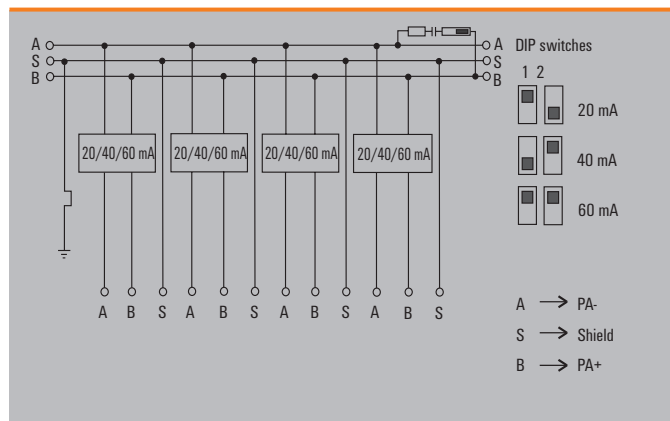 A A DIP switches
S S
B B
1 2
20 mA
20/40/60 mA 20/40/60 mA 20/40/60 mA 20/40/60 mA
40 mA
60 mA
A B S A B S A B S A B S
A → PA-
S → Shield
B → PA+